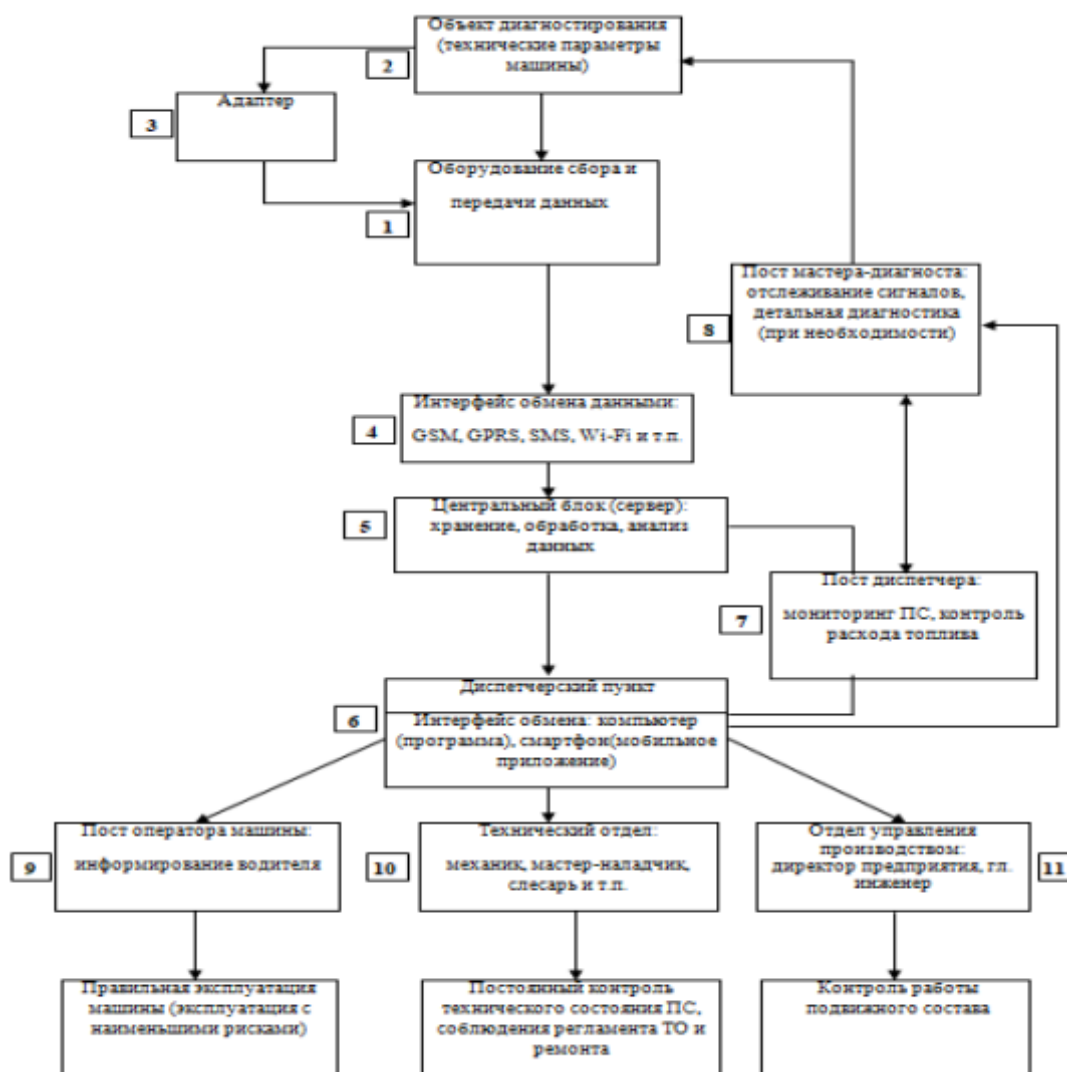 Объект диагностирования
(технические параметры
машины)
2
Адаптер
3
Оборудование сбора и
передачи данных
1
Пост мастера-диагноста:
отслеживание сигналов,
детальная диагностика
(при необходимости)
8
Интерфейс обмена данными:
GSM, GPRS, SMS, Wi-Fi и т.п.
4
Центральный блок (сервер):
хранение, обработка, анализ
данных
5
Пост диспетчера:
мониторинг ПС, контроль
расхода топлива
7
Диспетчерский пункт
6
Интерфейс обмена: компьютер
(программа), смартфон(мобильное
приложение)
Пост оператора машины:
информирование водителя
9
Технический отдел:
механик, мастер-наладчик,
слесарь и т.п.
10
Отдел управления
производством:
директор предприятия, гл.
инженер
11
Правильная эксплуатация
машины (эксплуатация с
наименьшими рисками)
Постоянный контроль
технического состояния ПС,
соблюдения регламента ТО и
ремонта
Контроль работы
подвижного состава